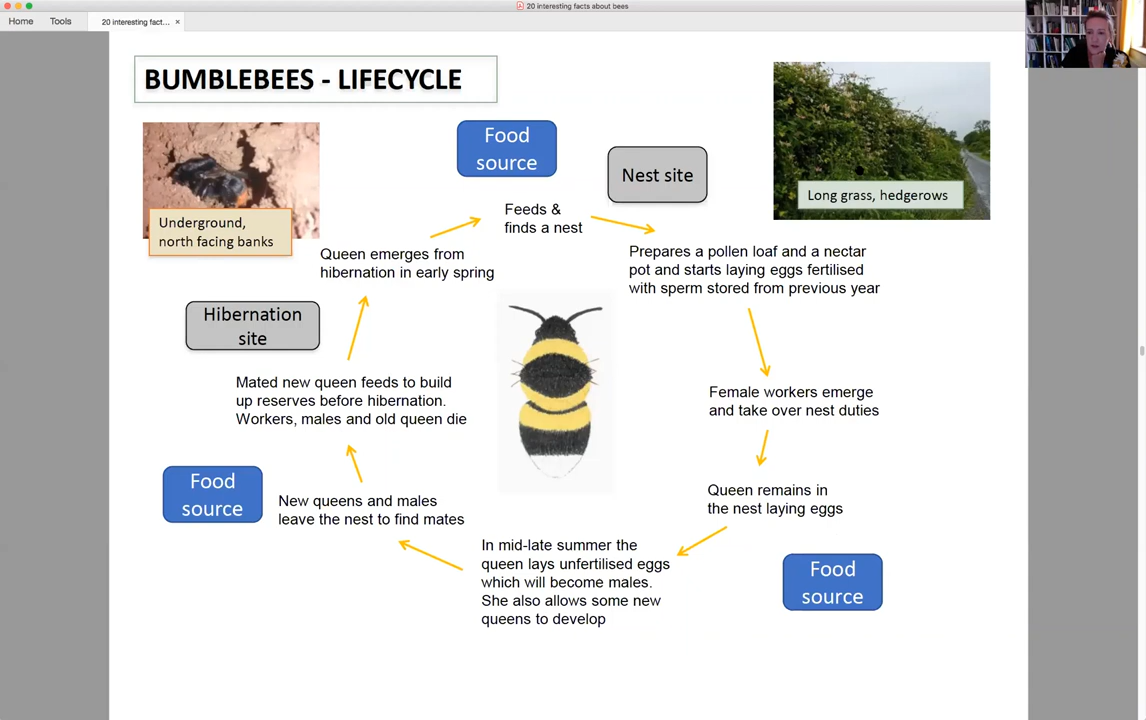 20 interesting facts about bees
Home
Tools
20 interesting fact...
×
BUMBLEBEES - LIFECYCLE
Food
source
Nest site
Long grass, hedgerows
Underground,
north facing banks
Feeds &
finds a nest
Queen emerges from
hibernation in early spring
Prepares a pollen loaf and a nectar
pot and starts laying eggs fertilised
with sperm stored from previous year
Hibernation
site
Mated new queen feeds to build
up reserves before hibernation.
Workers, males and old queen die
Female workers emerge
and take over nest duties
Food
source
New queens and males
leave the nest to find mates
Queen remains in
the nest laying eggs
In mid-late summer the
queen lays unfertilised eggs
which will become males.
She also allows some new
queens to develop
Food
source